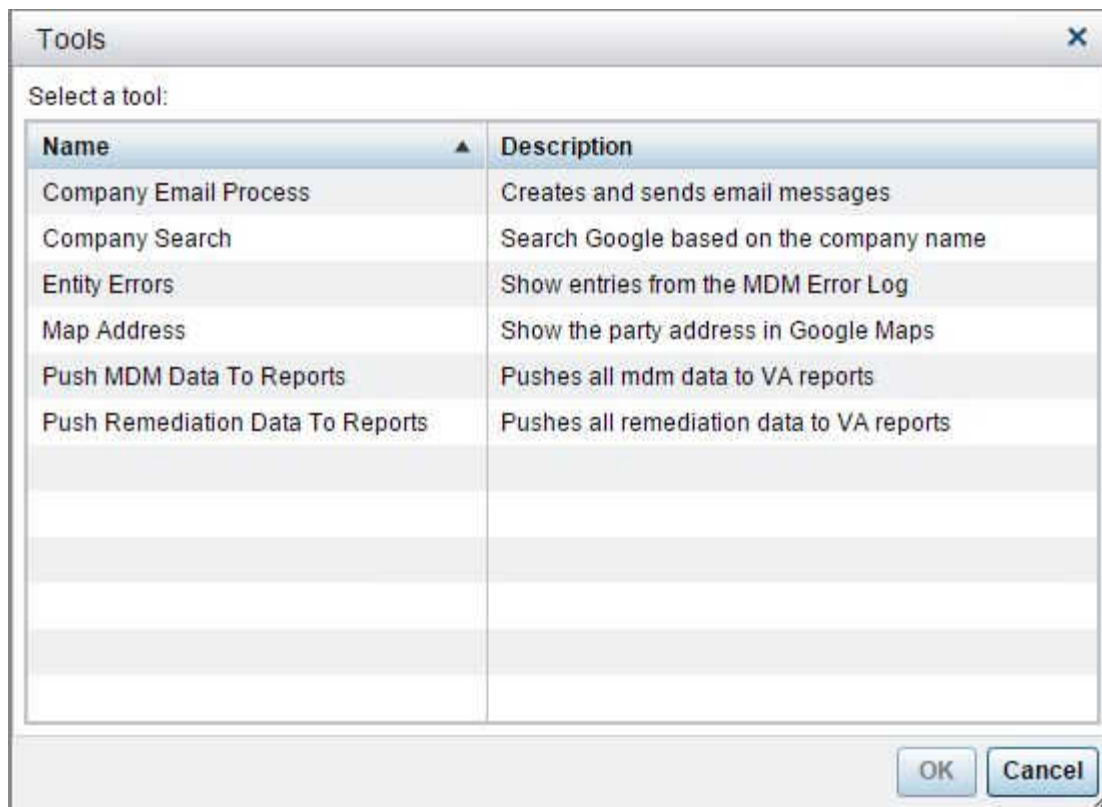 Tools
Select a tool:
Name Description
Company Email Process Creates and sends email messages
Company Search Search Google based on the company name
Entity Errors Show entries from the MDM Error Log
Map Address Show the party address in Google Maps
Push MDM Data To Reports Pushes all mdm data to VA reports
Push Remediation Data To Reports Pushes all remediation data to VA reports
OK Cancel